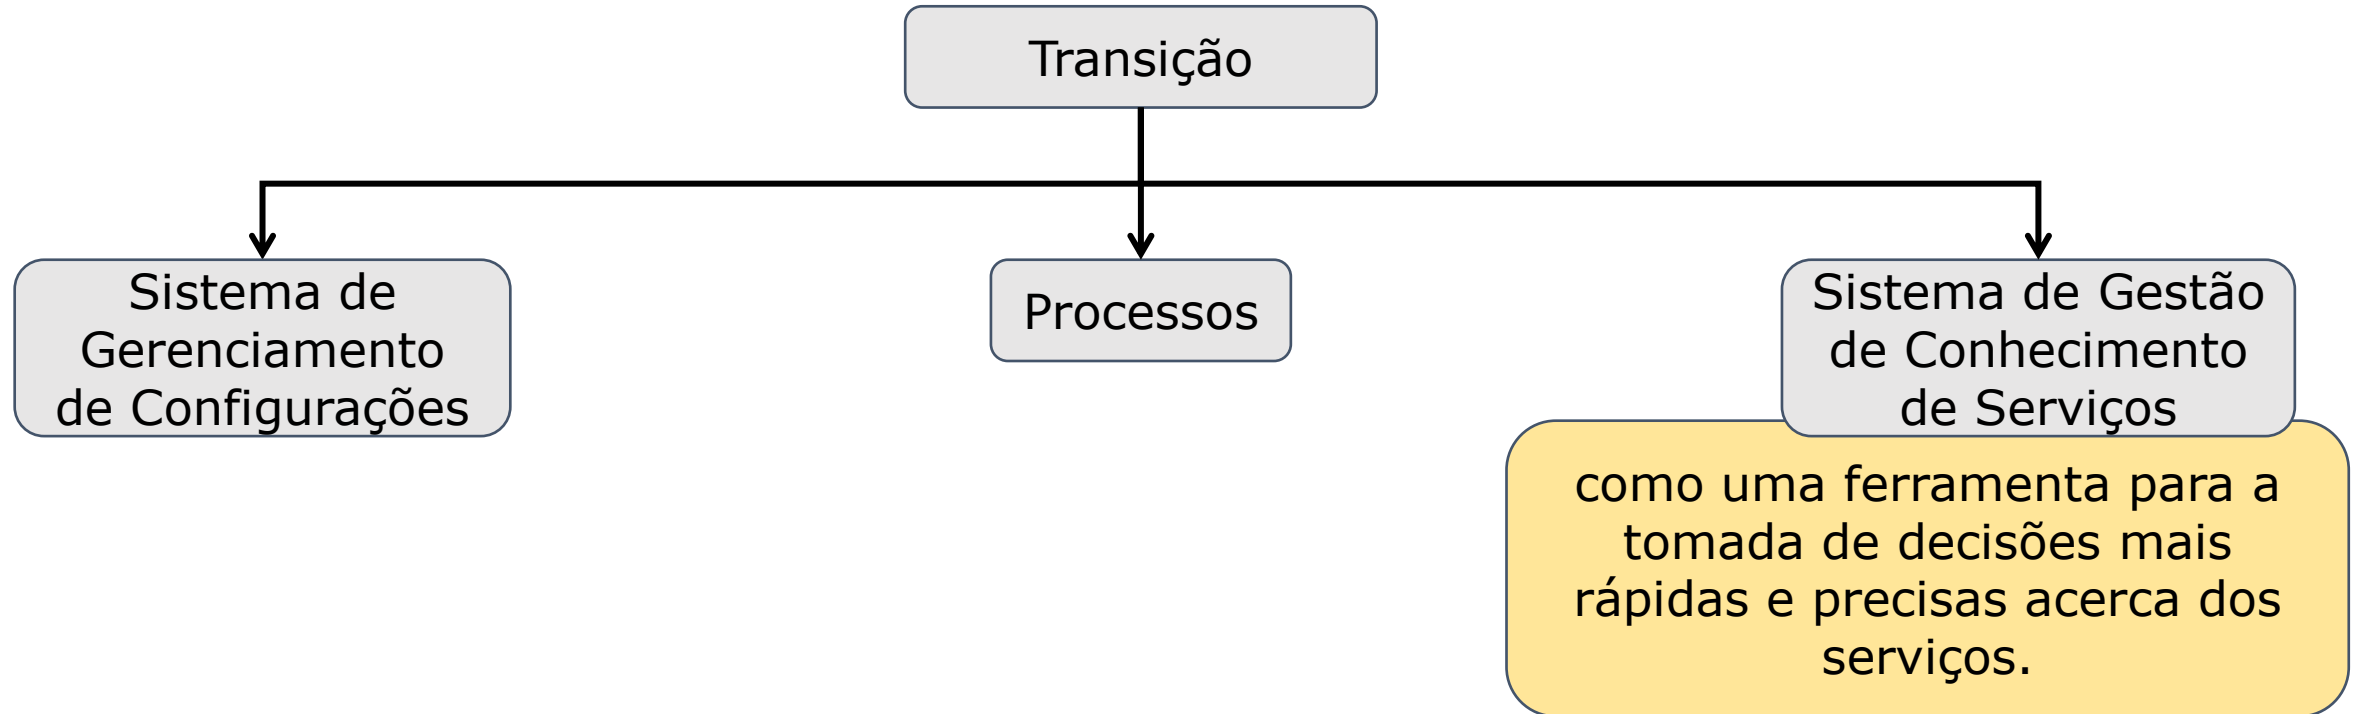 Transição
Sistema de
Gerenciamento
de Configurações
Processos
Sistema de Gestão
de Conhecimento
de Serviços
como uma ferramenta para a
tomada de decisões mais
rápidas e precisas acerca dos
serviços.